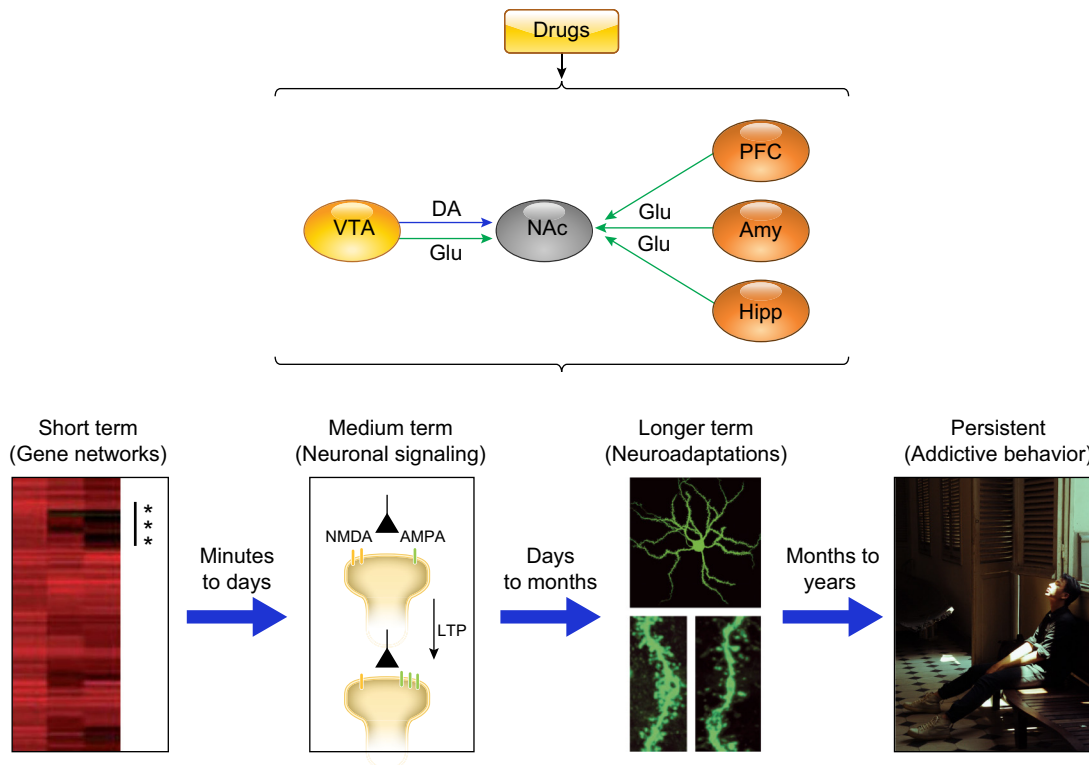 Drugs
PFC
DA
Glu
VTA
NAc
Amy
Glu
Glu
Hipp
Short term
(Gene networks)
Medium term
(Neuronal signaling)
Longer term
(Neuroadaptations)
Persistent
(Addictive behavior)
*
*
*
Minutes
to days
NMDA AMPA
LTP
Days
to months
Months to
years